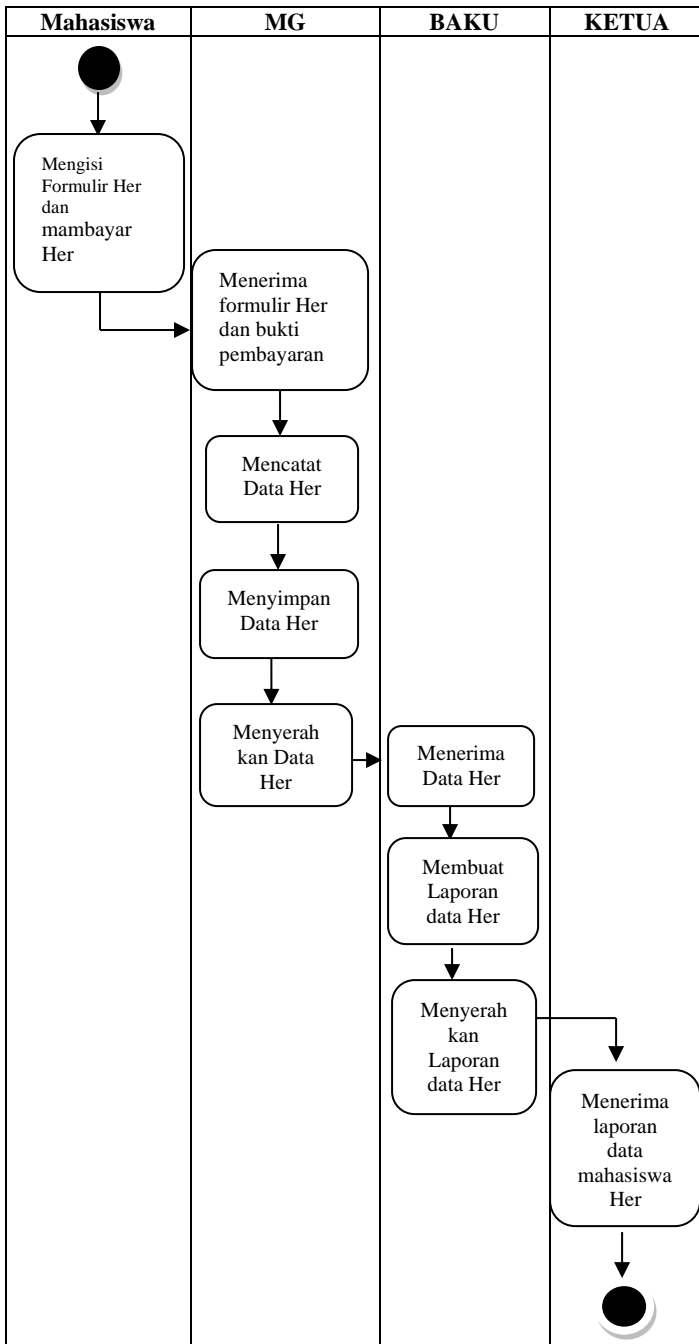 Mahasiswa MG BAKU KETUA
Mengisi
Formulir Her
dan
mambayar
Her
Menerima
formulir Her
dan bukti
pembayaran
Mencatat
Data Her
Menyimpan
Data Her
Menyerah
kan Data
Her
Menerima
Data Her
Membuat
Laporan
data Her
Menyerah
kan
Laporan
data Her
Menerima
laporan
data
mahasiswa
Her